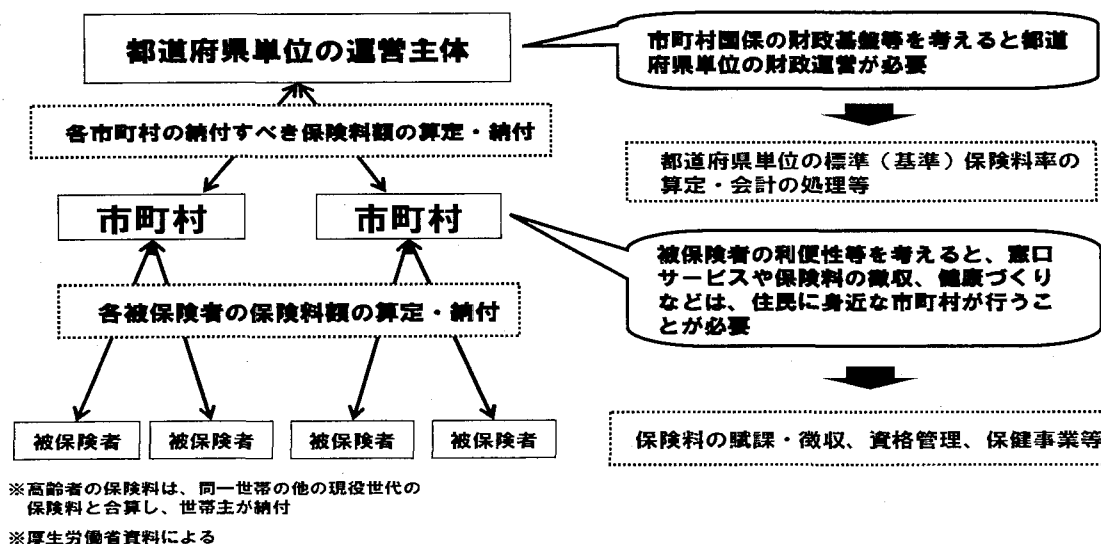 都道府県単位の運営主体
市町村国保の財政基盤等を考えると都道
府県単位の財政運営が必要
各市町村の納付すべき保険料額の算定・納付
都道府県単位の標準（基準）保険料率の
算定・会計の処理等
市町村
市町村
被保険者の利便性等を考えると、窓口
サービスや保険料の徴収、健康づくり
などは、住民に身近な市町村が行うこ
とが必要
各被保険者の保険料額の算定・納付
保険料の賦課・徴収、資格管理、保健事業等
被保険者
被保険者
被保険者
被保険者
※高齢者の保険料は、同一世帯の他の現役世代の
保険料と合算し、世帯主が納付
※厚生労働省資料による